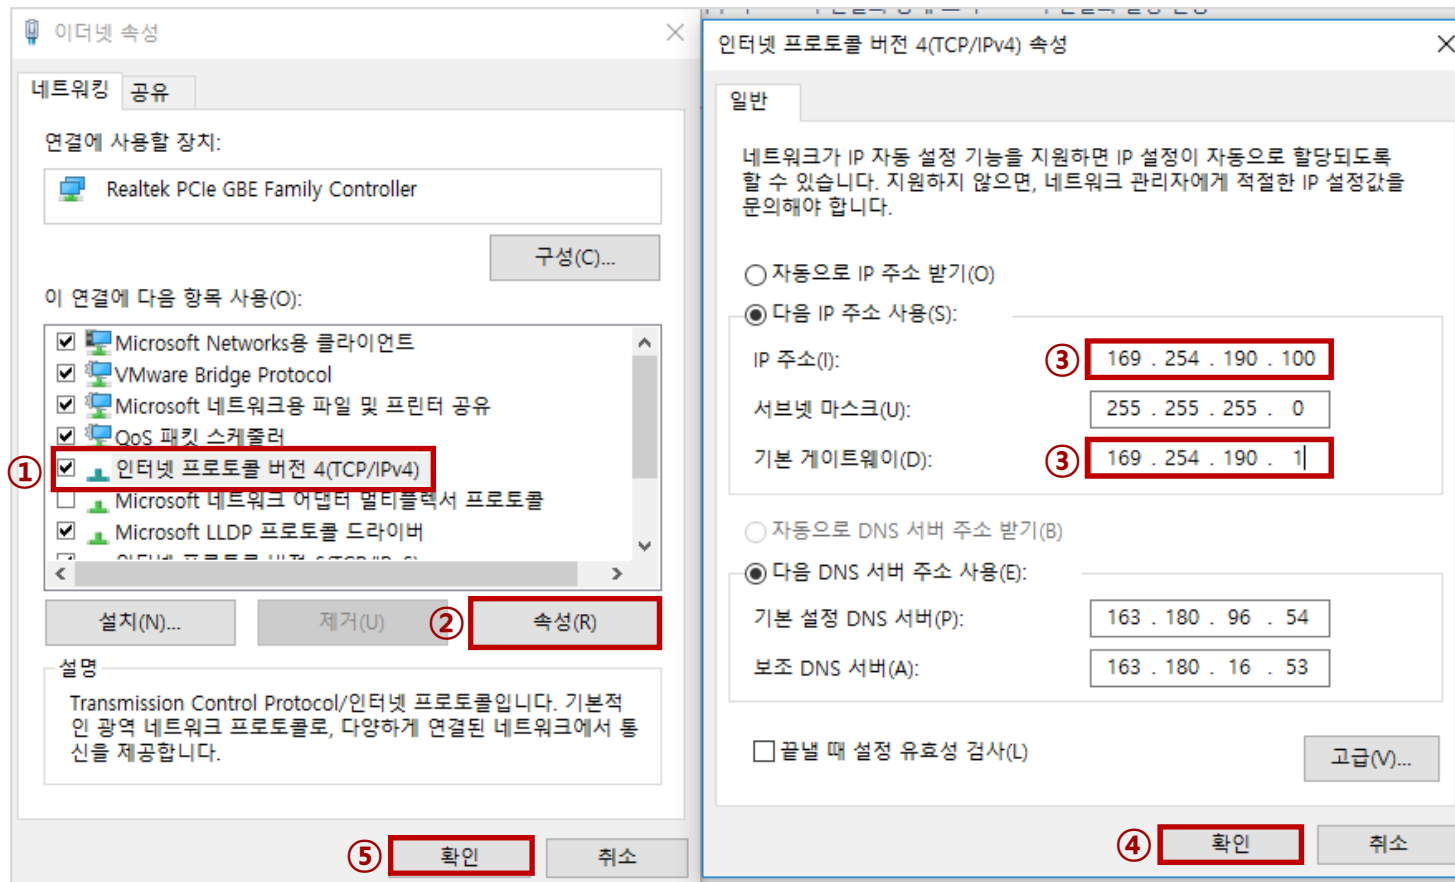 이더넷 속성
네트워킹
공유
연결에 사용할 장치:
Realtek PCIe GBE Family Controller
구성(C)...
이 연결에 다음 항목 사용(O):
Microsoft Networks용 클라이언트
VMware Bridge Protocol
Microsoft 네트워크용 파일 및 프린터 공유
QoS 패킷 스케줄러
① 인터넷 프로토콜 버전 4(TCP/IPv4)
Microsoft 네트워크 어댑터 멀티플렉서 프로토콜
Microsoft LLDP 프로토콜 드라이버
설치(N)...
제거(U)
② 속성(R)
설명
Transmission Control Protocol/인터넷 프로토콜입니다. 기본적
인 광역 네트워크 프로토콜로, 다양하게 연결된 네트워크에서 통
신을 제공합니다.
⑤ 확인
취소
인터넷 프로토콜 버전 4(TCP/IPv4) 속성
일반
네트워크가 IP 자동 설정 기능을 지원하면 IP 설정이 자동으로 할당되도록
할 수 있습니다. 지원하지 않으면, 네트워크 관리자에게 적절한 IP 설정값을
문의해야 합니다.
자동으로 IP 주소 받기(O)
다음 IP 주소 사용(S):
IP 주소(I): ③ 169 . 254 . 190 . 100
서브넷 마스크(U): 255 . 255 . 255 . 0
기본 게이트웨이(D): ③ 169 . 254 . 190 . 1
자동으로 DNS 서버 주소 받기(B)
다음 DNS 서버 주소 사용(E):
기본 설정 DNS 서버(P): 163 . 180 . 96 . 54
보조 DNS 서버(A): 163 . 180 . 16 . 53
끝낼 때 설정 유효성 검사(L)
고급(V)...
④ 확인
취소